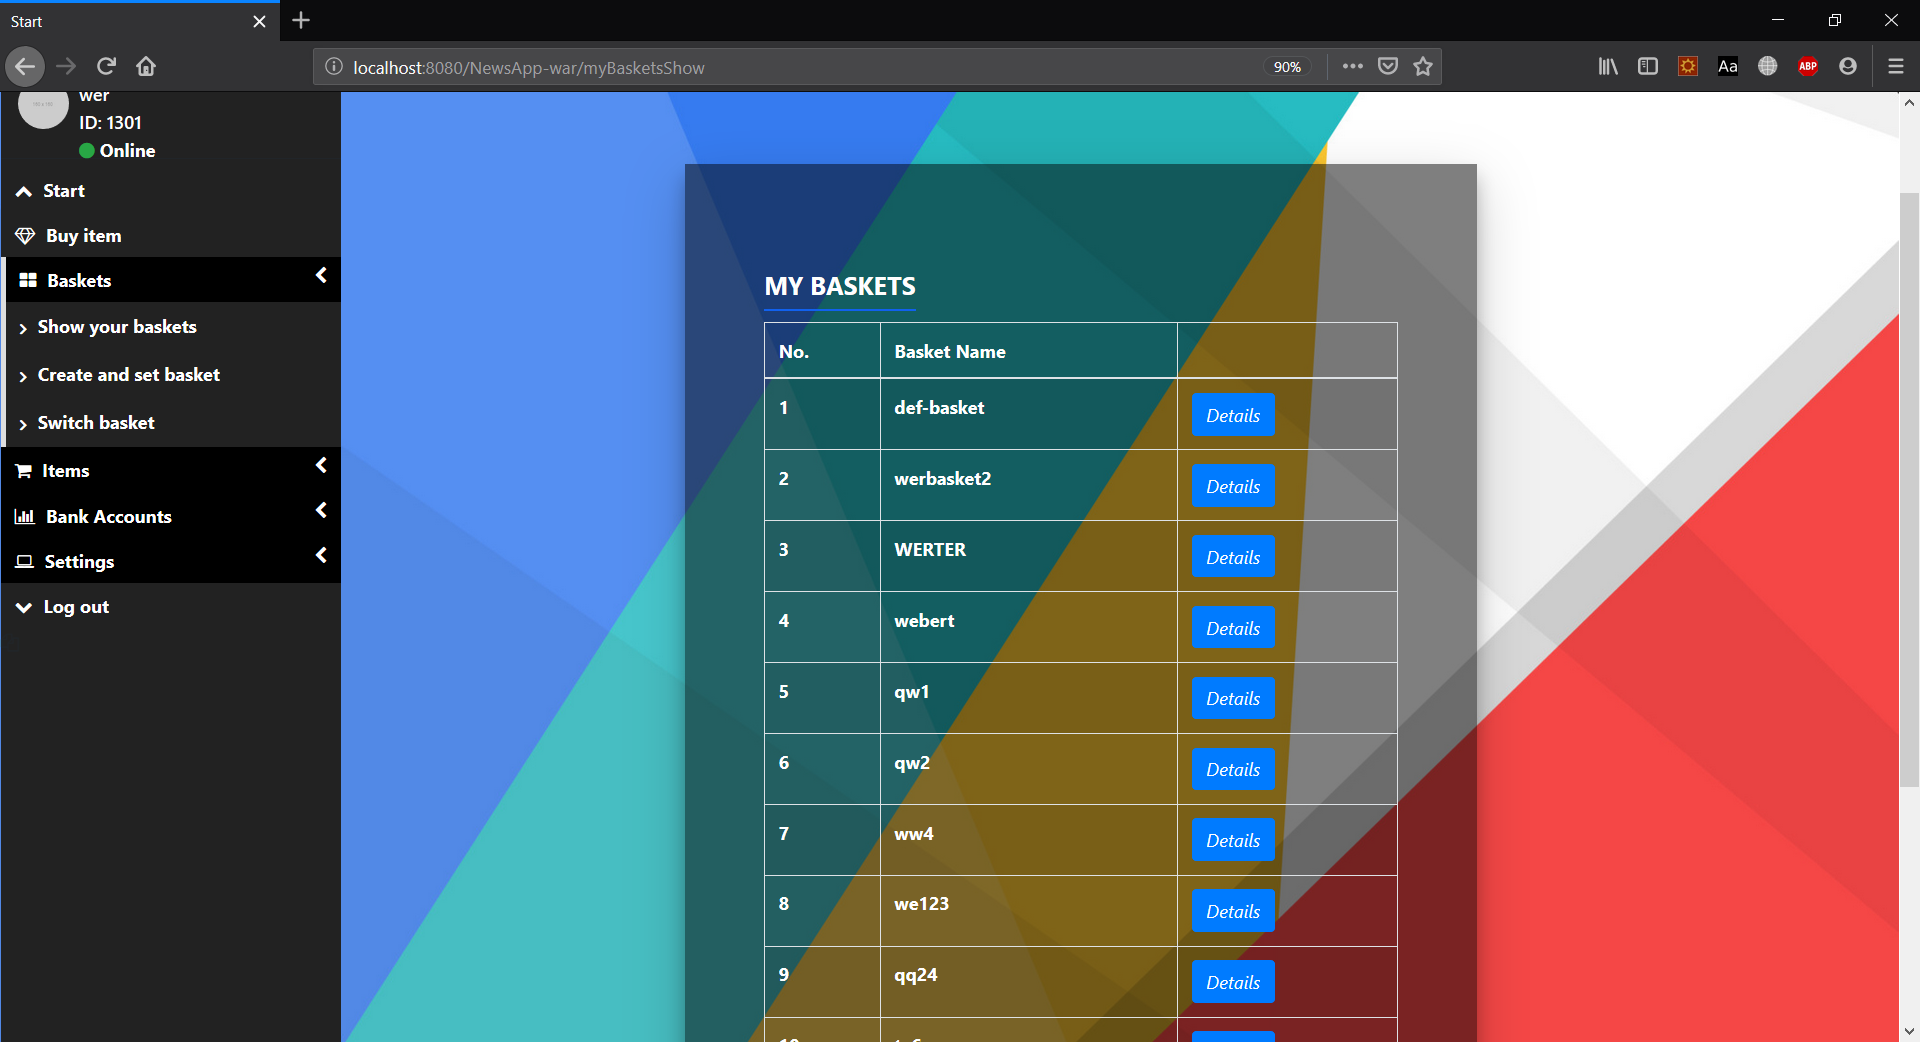 Start
localhost:8080/NewsApp-war/myBasketsShow
90%
Aa
ABP
wer
ID: 1301
Online
Start
Buy item
Baskets
Show your baskets
Create and set basket
Switch basket
Items
Bank Accounts
Settings
Log out
MY BASKETS
No. Basket Name
1 def-basket Details
2 werbasket2 Details
3 WERTER Details
4 webert Details
5 qw1 Details
6 qw2 Details
7 ww4 Details
8 we123 Details
9 qq24 Details